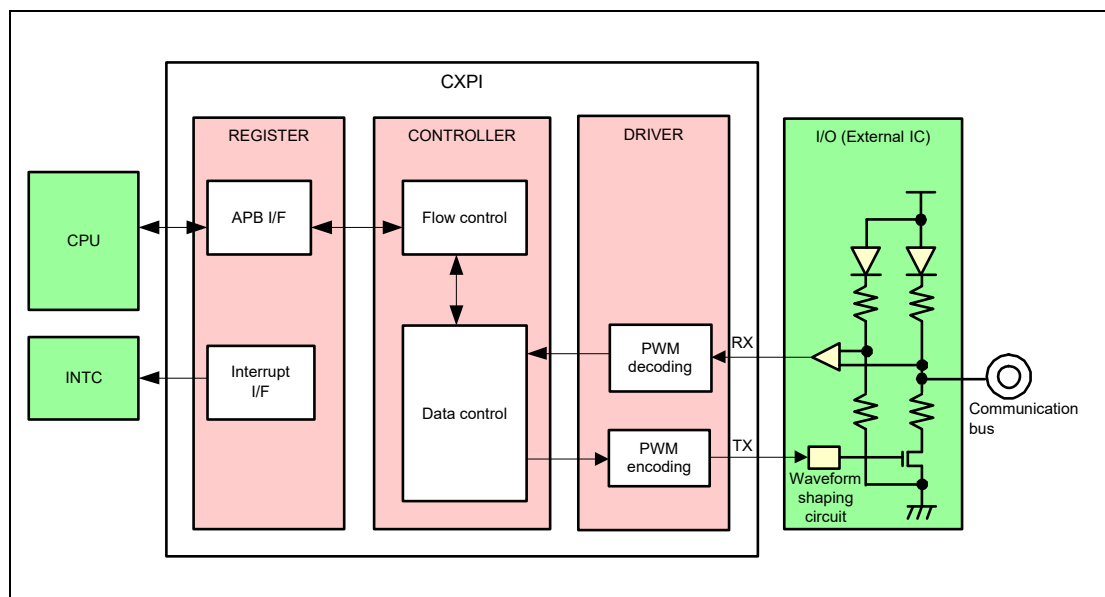 CXPI
REGISTER
CONTROLLER
DRIVER
I/O (External IC)
CPU
APB I/F
Flow control
INTC
Interrupt
I/F
Data control
PWM
decoding
RX
PWM
encoding
TX
Waveform
shaping
circuit
Communication
bus